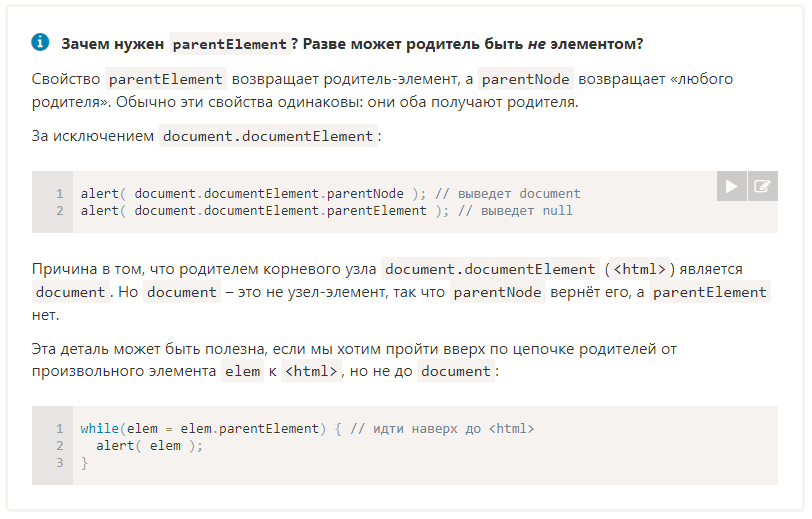 Зачем нужен parentElement? Разве может родитель быть не элементом?
Свойство parentElement возвращает родитель-элемент, а parentNode возвращает «любого
родителя». Обычно эти свойства одинаковы: они оба получают родителя.
За исключением document.documentElement:
1 alert( document.documentElement.parentNode ); // выведет document
2 alert( document.documentElement.parentElement ); // выведет null
Причина в том, что родителем корневого узла document.documentElement (<html>) является
document. Но document – это не узел-элемент, так что parentNode вернёт его, а parentElement
нет.
Эта деталь может быть полезна, если мы хотим пройти вверх по цепочке родителей от
произвольного элемента elem к <html>, но не до document:
1 while(elem = elem.parentElement) { // идти наверх до <html>
2   alert( elem );
3 }